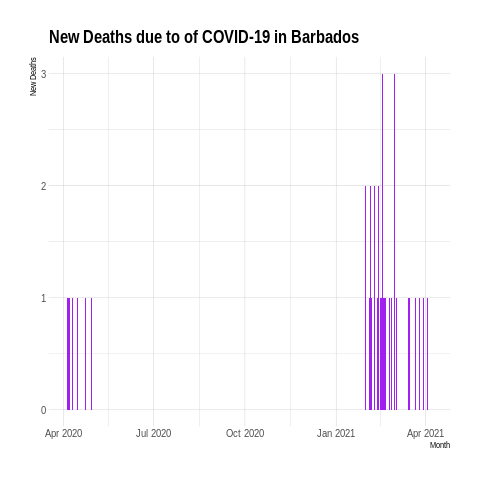 New Deaths due to of COVID-19 in Barbados
New Deaths
3
2
1
0
Apr 2020 Jul 2020 Oct 2020 Jan 2021 Apr 2021
Month